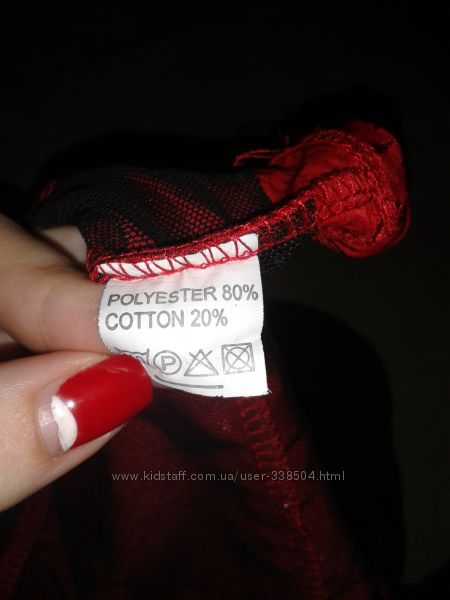 POLYESTER 80%
COTTON 20%
P
www.kidstaff.com.ua/user-338504.html